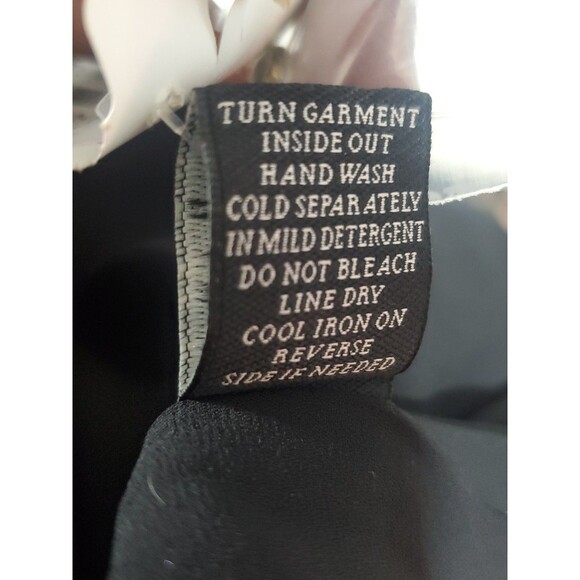 TURN GARMENT
INSIDE OUT
HAND WASH
COLD SEPARATELY
IN MILD DETERGENT
DO NOT BLEACH
LINE DRY
COOL IRON ON
REVERSE
SIDE IF NEEDED